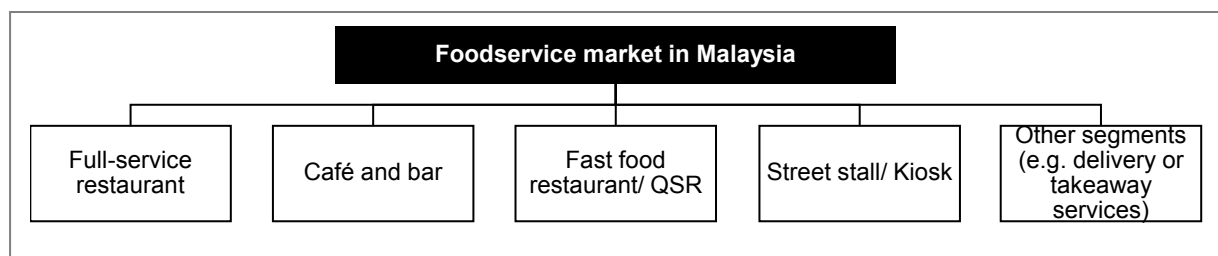 Foodservice market in Malaysia
Full-service
restaurant
Café and bar
Fast food
restaurant/ QSR
Street stall/ Kiosk
Other segments
(e.g. delivery or
takeaway
services)